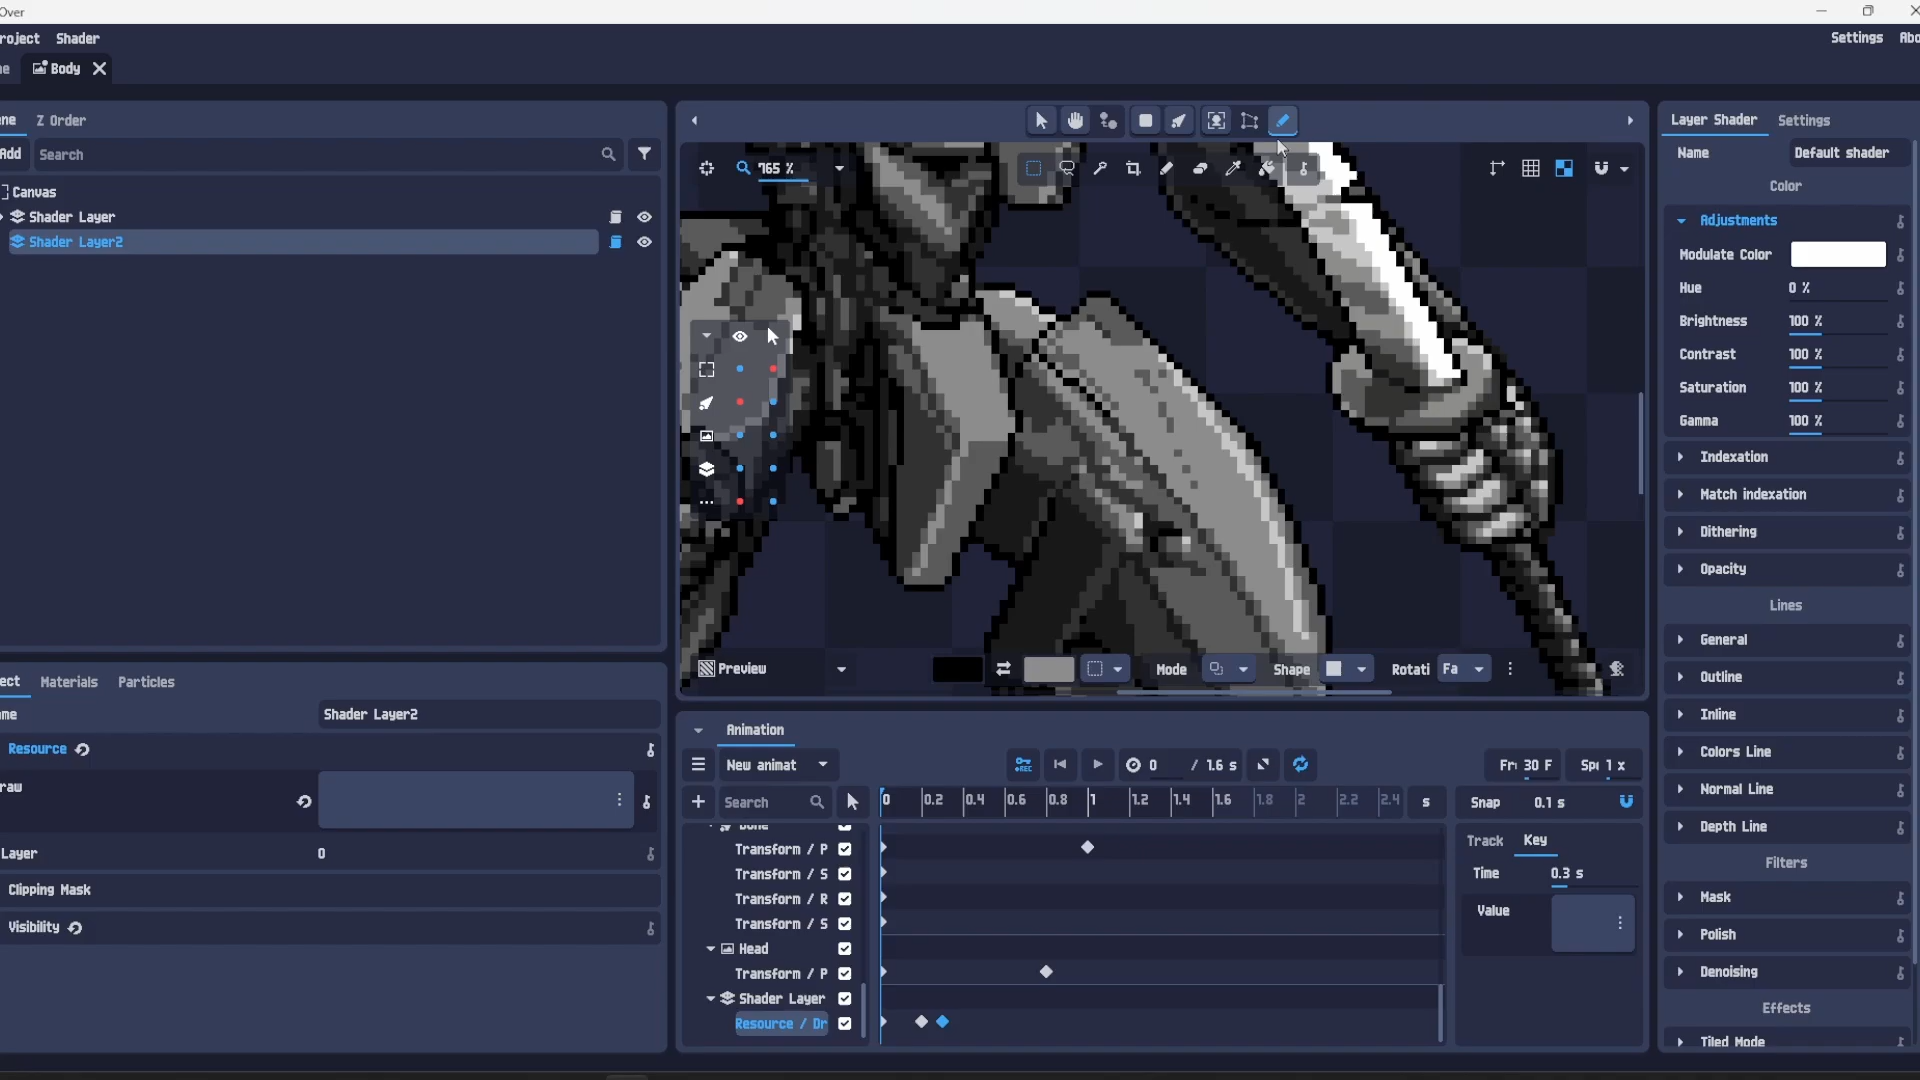 Over
roject Shader Settings Abo
ne Body
ene Z Order
Add Search
Canvas
Shader Layer
Shader Layer2
ect Materials Particles
me Shader Layer2
Resource
raw
Layer 0
Clipping Mask
Visibility
765 %
Preview
Mode Shape Rotati Fa
Animation
New animat 0 / 1.6 s Fr: 30 F Spe 1 x
Search 0 0.2 0.4 0.6 0.8 1 1.2 1.4 1.6 1.8 2 2.2 2.4 s Snap 0.1 s
Bone
Transform / P
Transform / S
Transform / R
Transform / S
Head
Transform / P
Shader Layer
Resource / Dr
REC
Track Key
Time 0.3 s
Value
Layer Shader Settings
Name Default shader
Color
Adjustments
Modulate Color
Hue 0 %
Brightness 100 %
Contrast 100 %
Saturation 100 %
Gamma 100 %
Indexation
Match indexation
Dithering
Opacity
Lines
General
Outline
Inline
Colors Line
Normal Line
Depth Line
Filters
Mask
Polish
Denoising
Effects
Tiled Mode